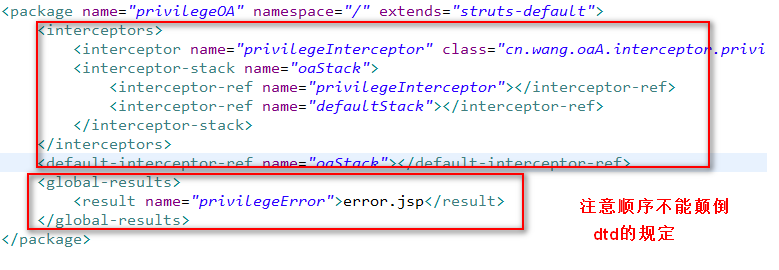 <package name="privilegeOA" namespace="/" extends="struts-default">
<interceptors>
<interceptor name="privilegeInterceptor" class="cn.wang.oaA.interceptor.privi
<interceptor-stack name="oaStack">
<interceptor-ref name="privilegeInterceptor"></interceptor-ref>
<interceptor-ref name="defaultStack"></interceptor-ref>
</interceptor-stack>
</interceptors>
<default-interceptor-ref name="oaStack"></default-interceptor-ref>
<global-results>
<result name="privilegeError">error.jsp</result>
</global-results>
</package>
注意顺序不能颠倒
dtd的规定